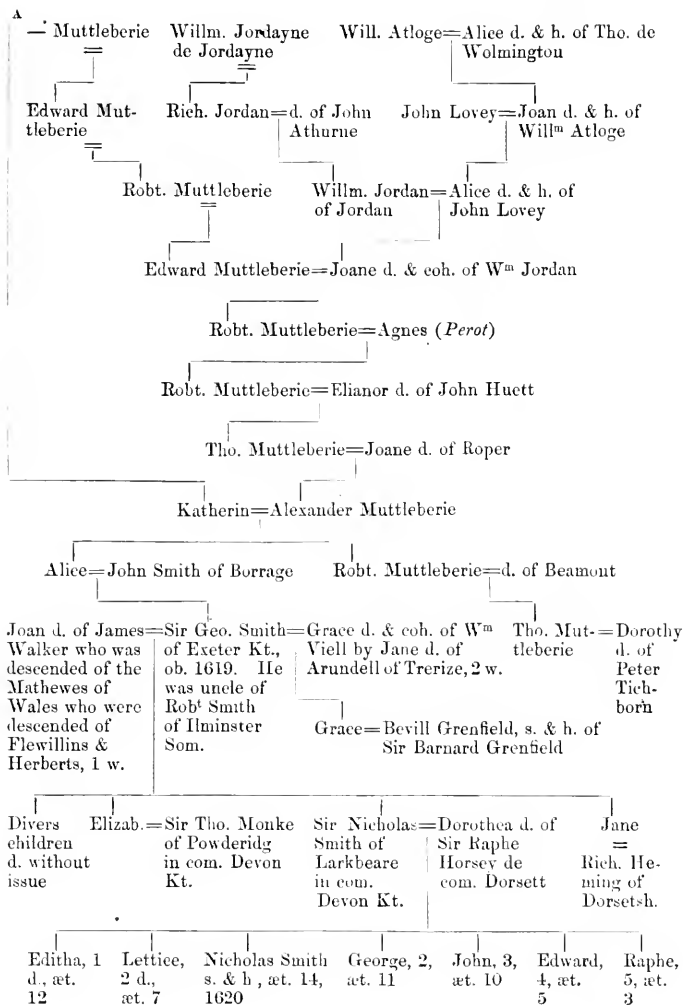 A
— Muttleberie Willm. Jordayne Will. Atloge=Alice d. & h. of Tho. de
de Jordayne Wolmingtou
Edward Mut- Rich. Jordan=d. of John John Lovey=Joan d. & h. of
tleberie Athurne Willm Atloge
Robt. Muttleberie Willm. Jordan=Alice d. & h. of
of Jordan John Lovey
Edward Muttleberie=Joane d. & coh. of Wm Jordan
Robt. Muttleberie=Agnes (Perot)
Robt. Muttleberie=Elianor d. of John Huett
Tho. Muttleberie=Joane d. of Roper
Katherin=Alexander Muttleberie
Alice=John Smith of Borrage Robt. Muttleberie=d. of Beamont
Joan d. of James=Sir Geo. Smith=Grace d. & coh. of Wm Tho. Mut-=Dorothy
Walker who was of Exeter Kt., Viell by Jane d. of tleberie d. of
descended of the ob. 1619. He Arundell of Trerize, 2 w. Peter
Mathewes of was uncle of Tich-
Wales who were Robt Smith born
descended of of Ilminster Grace=Bevill Grenfield, s. & h. of
Flewillins & Som. Sir Barnard Grenfield
Herberts, 1 w.
Divers Elizab.=Sir Tho. Monke Sir Nicholas=Dorothea d. of Jane
children of Powderidg Smith of Sir Raphe =
d. without in com. Devon Larkbeare Horsey de Rich. He-
issue Kt. in com. com. Dorsett ming of
Devon Kt. Dorsetsh.
Editha, 1 Lettice, Nicholas Smith George, 2, John, 3, Edward, Raphe,
d., æt. 2 d., s. & h , æt. 14, æt. 11 æt. 10 4, æt. 5, æt.
12 æt. 7 1620 5 3